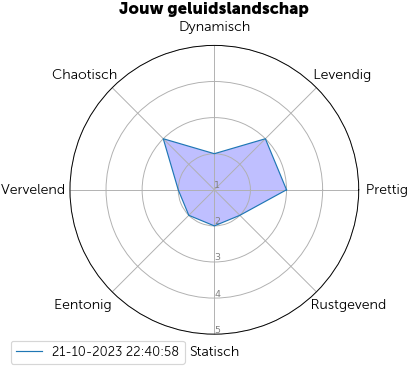 Jouw geluidslandschap
Dynamisch
Chaotisch
Levendig
Vervelend
1
Prettig
2
3
4
Eentonig
Rustgevend
5
21-10-2023 22:40:58
Statisch